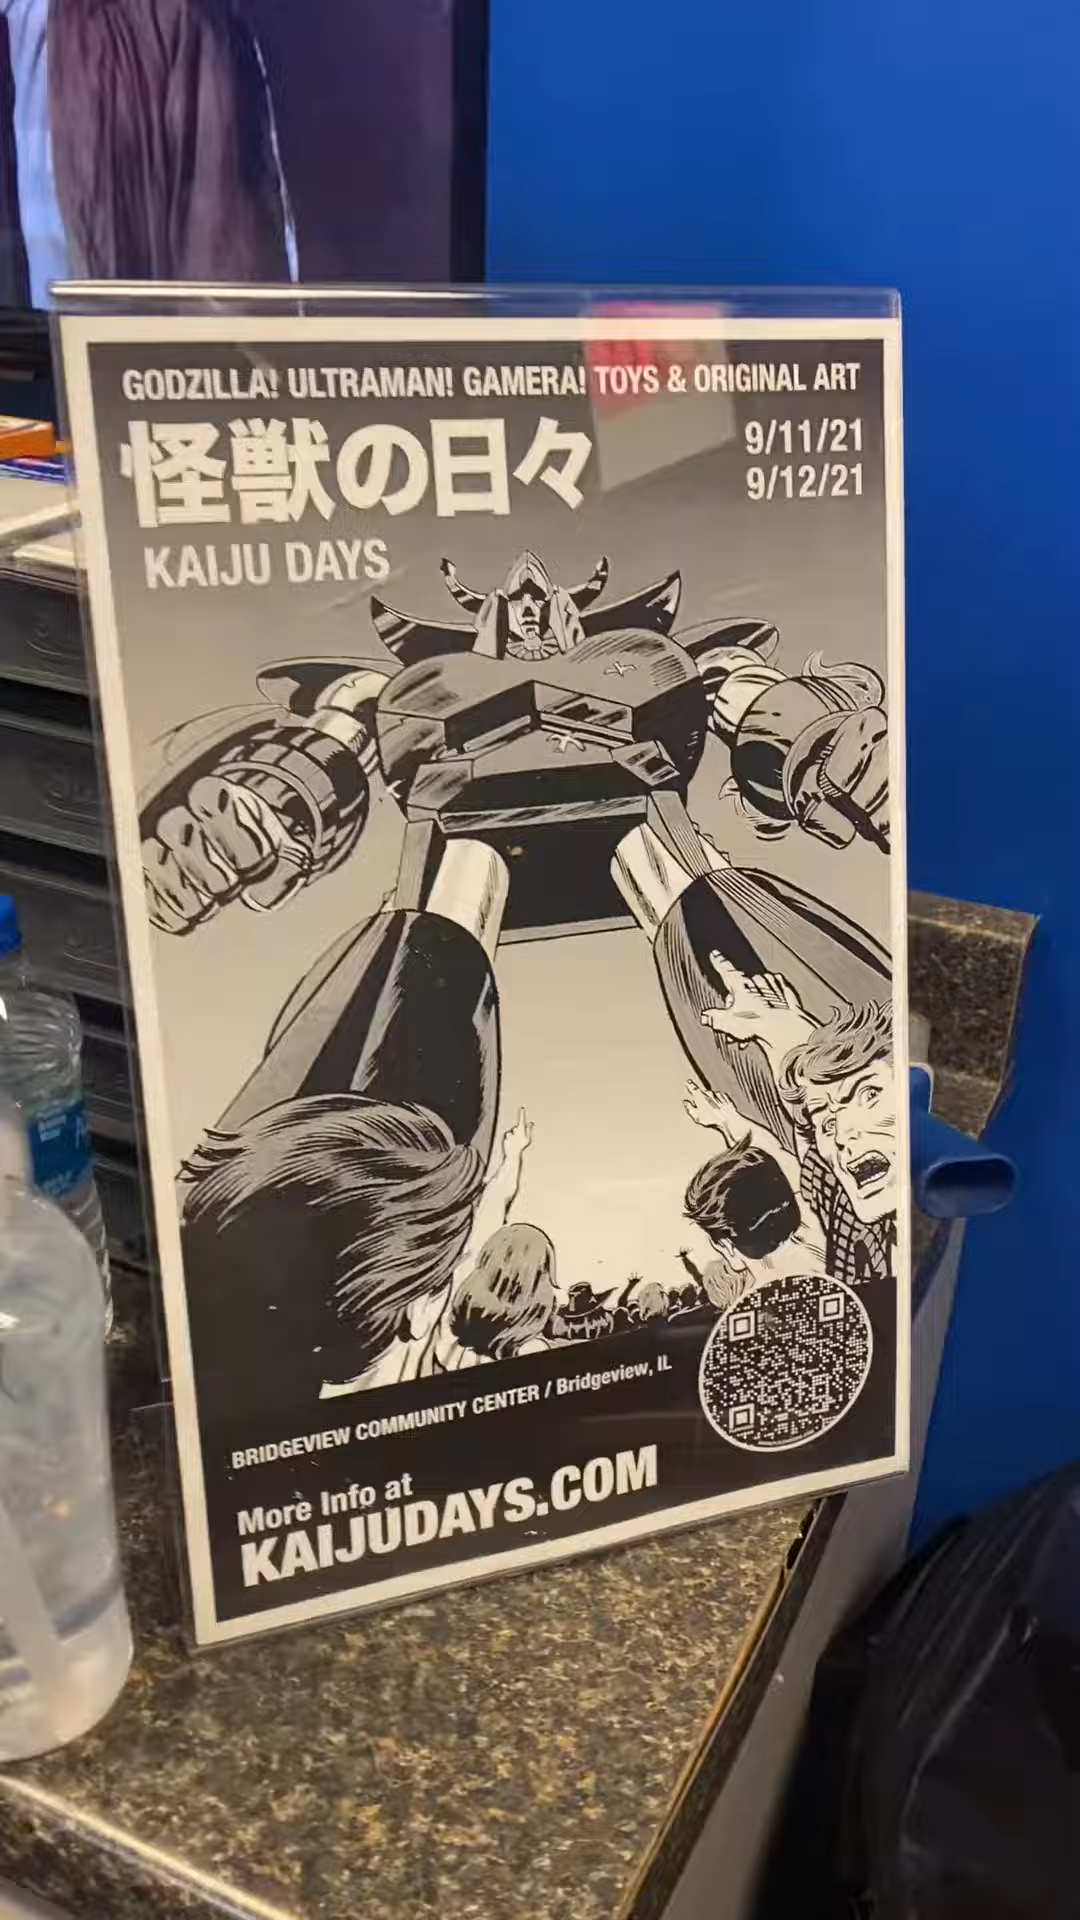 GODZILLA! ULTRAMAN! GAMERA! TOYS & ORIGINAL ART
怪獣の日々
9/11/21
9/12/21
KAIJU DAYS
BRIDGEVIEW COMMUNITY CENTER / Bridgeview, IL
More Info at
KAIJUDAYS.COM